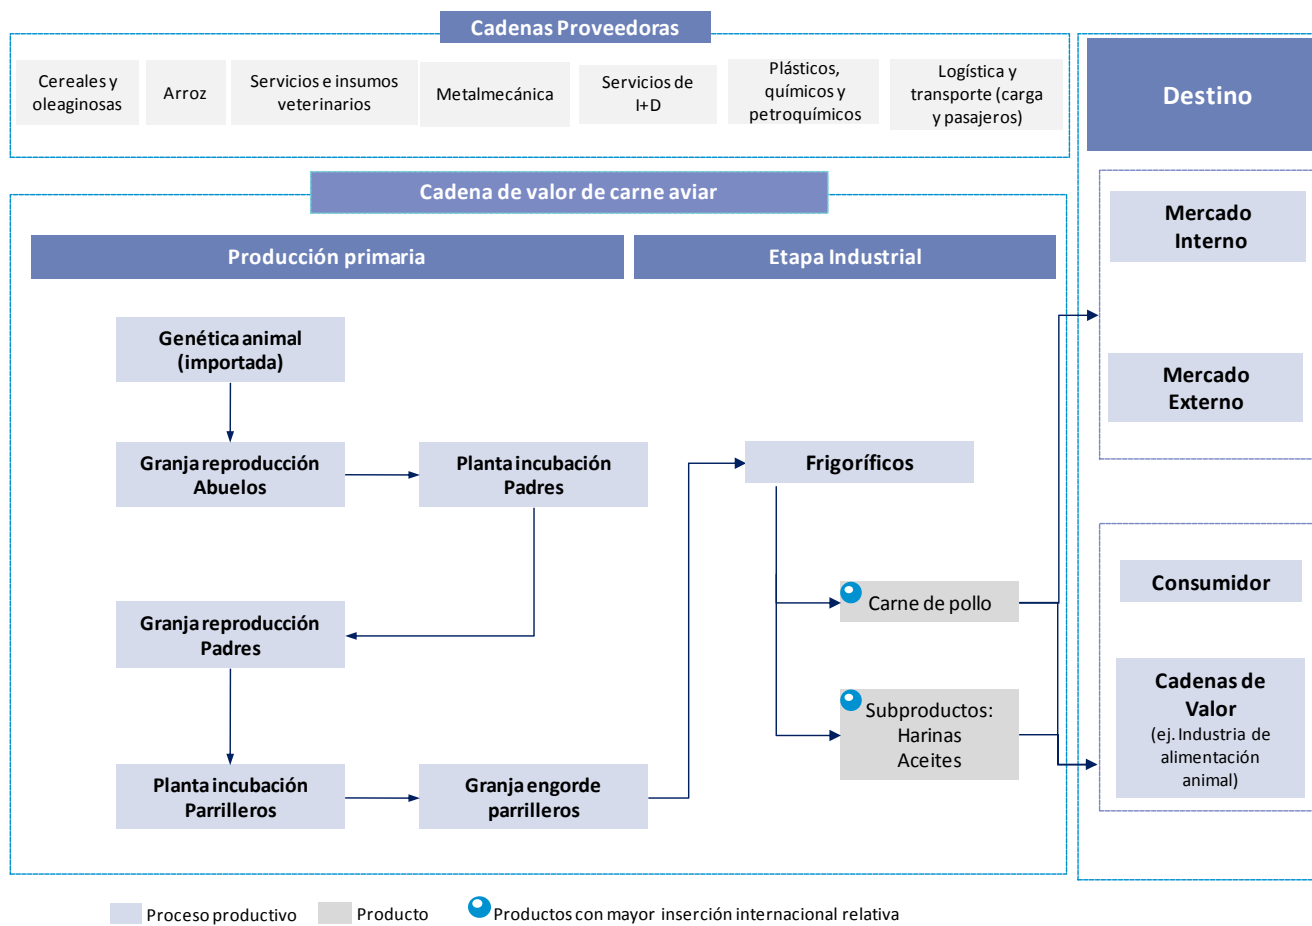 Cadenas Proveedoras
Cereales y
oleaginosas
Arroz
Servicios e insumos
veterinarios
Metalmecánica
Servicios de
I+D
Plásticos,
químicos y
petroquímicos
Logística y
transporte (carga
y pasajeros)
Destino
Cadena de valor de carne aviar
Producción primaria
Etapa Industrial
Mercado
Interno
Mercado
Externo
Genética animal
(importada)
Granja reproducción
Abuelos
Planta incubación
Padres
Frigoríficos
Granja reproducción
Padres
Carne de pollo
Consumidor
Subproductos:
Harinas
Aceites
Cadenas de
Valor
(ej. Industria de
alimentación
animal)
Planta incubación
Parrilleros
Granja engorde
parrilleros
Proceso productivo
Producto
Productos con mayor inserción internacional relativa